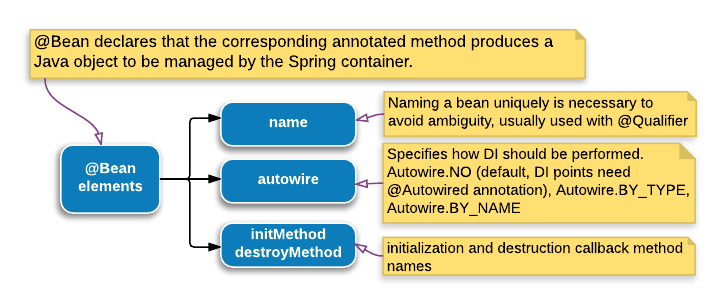 @Bean declares that the corresponding annotated method produces a
Java object to be managed by the Spring container.
@Bean
elements
name
Naming a bean uniquely is necessary to
avoid ambiguity, usually used with @Qualifier
autowire
Specifies how DI should be performed.
Autowire.NO (default, DI points need
@Autowired annotation), Autowire.BY_TYPE,
Autowire.BY_NAME
initMethod
destroyMethod
initialization and destruction callback method
names